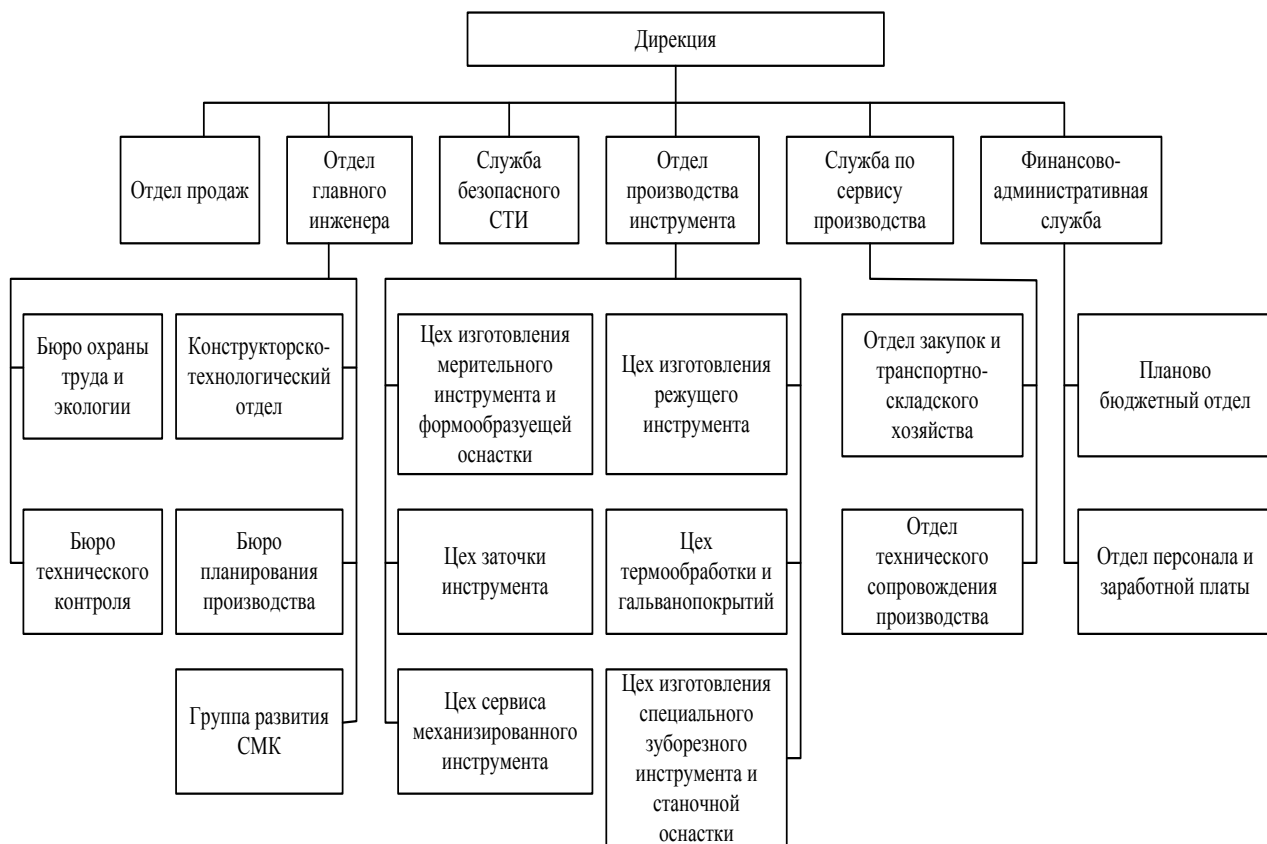 Дирекция
Отдел продаж
Отдел
главного
инженера
Служба
безопасного
СТИ
Отдел
производства
инструмента
Служба по
сервису
производства
Финансово-
административная
служба
Бюро охраны
труда и
экологии
Конструкторско-
технологический
отдел
Цех изготовления
мерительного
инструмента и
формообразуещей
оснастки
Цех изготовления
режущего
инструмента
Отдел закупок и
транспортно-
складского
хозяйства
Планово
бюджетный отдел
Бюро
технического
контроля
Бюро
планирования
производства
Цех заточки
инструмента
Цех
термообработки и
гальванопокрытий
Отдел
технического
сопровождения
производства
Отдел персонала и
заработной платы
Группа развития
СМК
Цех сервиса
механизированного
инструмента
Цех изготовления
специального
зуборезного
инструмента и
станочной
оснастки